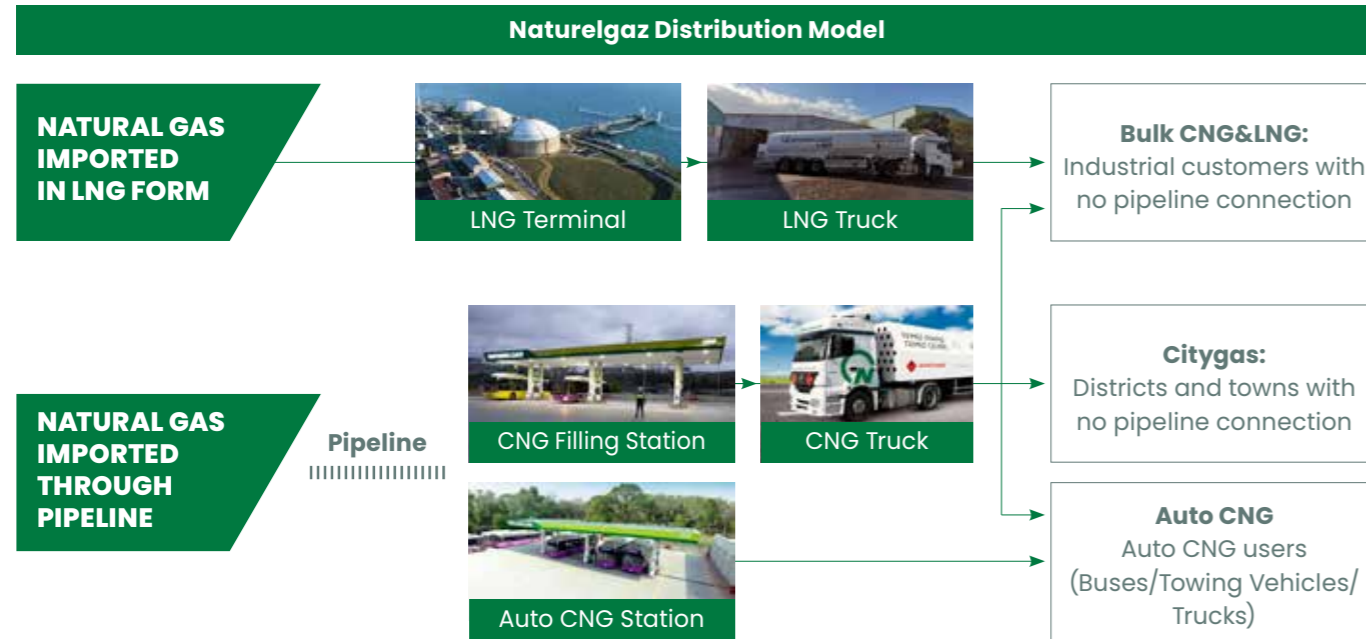 Naturelgaz Distribution Model
NATURAL GAS
IMPORTED
IN LNG FORM
LNG Terminal
LNG Truck
Bulk CNG&LNG:
Industrial customers with
no pipeline connection
NATURAL GAS
IMPORTED
THROUGH
PIPELINE
Pipeline
CNG Filling Station
CNG Truck
Citygas:
Districts and towns with
no pipeline connection
Auto CNG Station
Auto CNG
Auto CNG users
(Buses/Towing Vehicles/
Trucks)